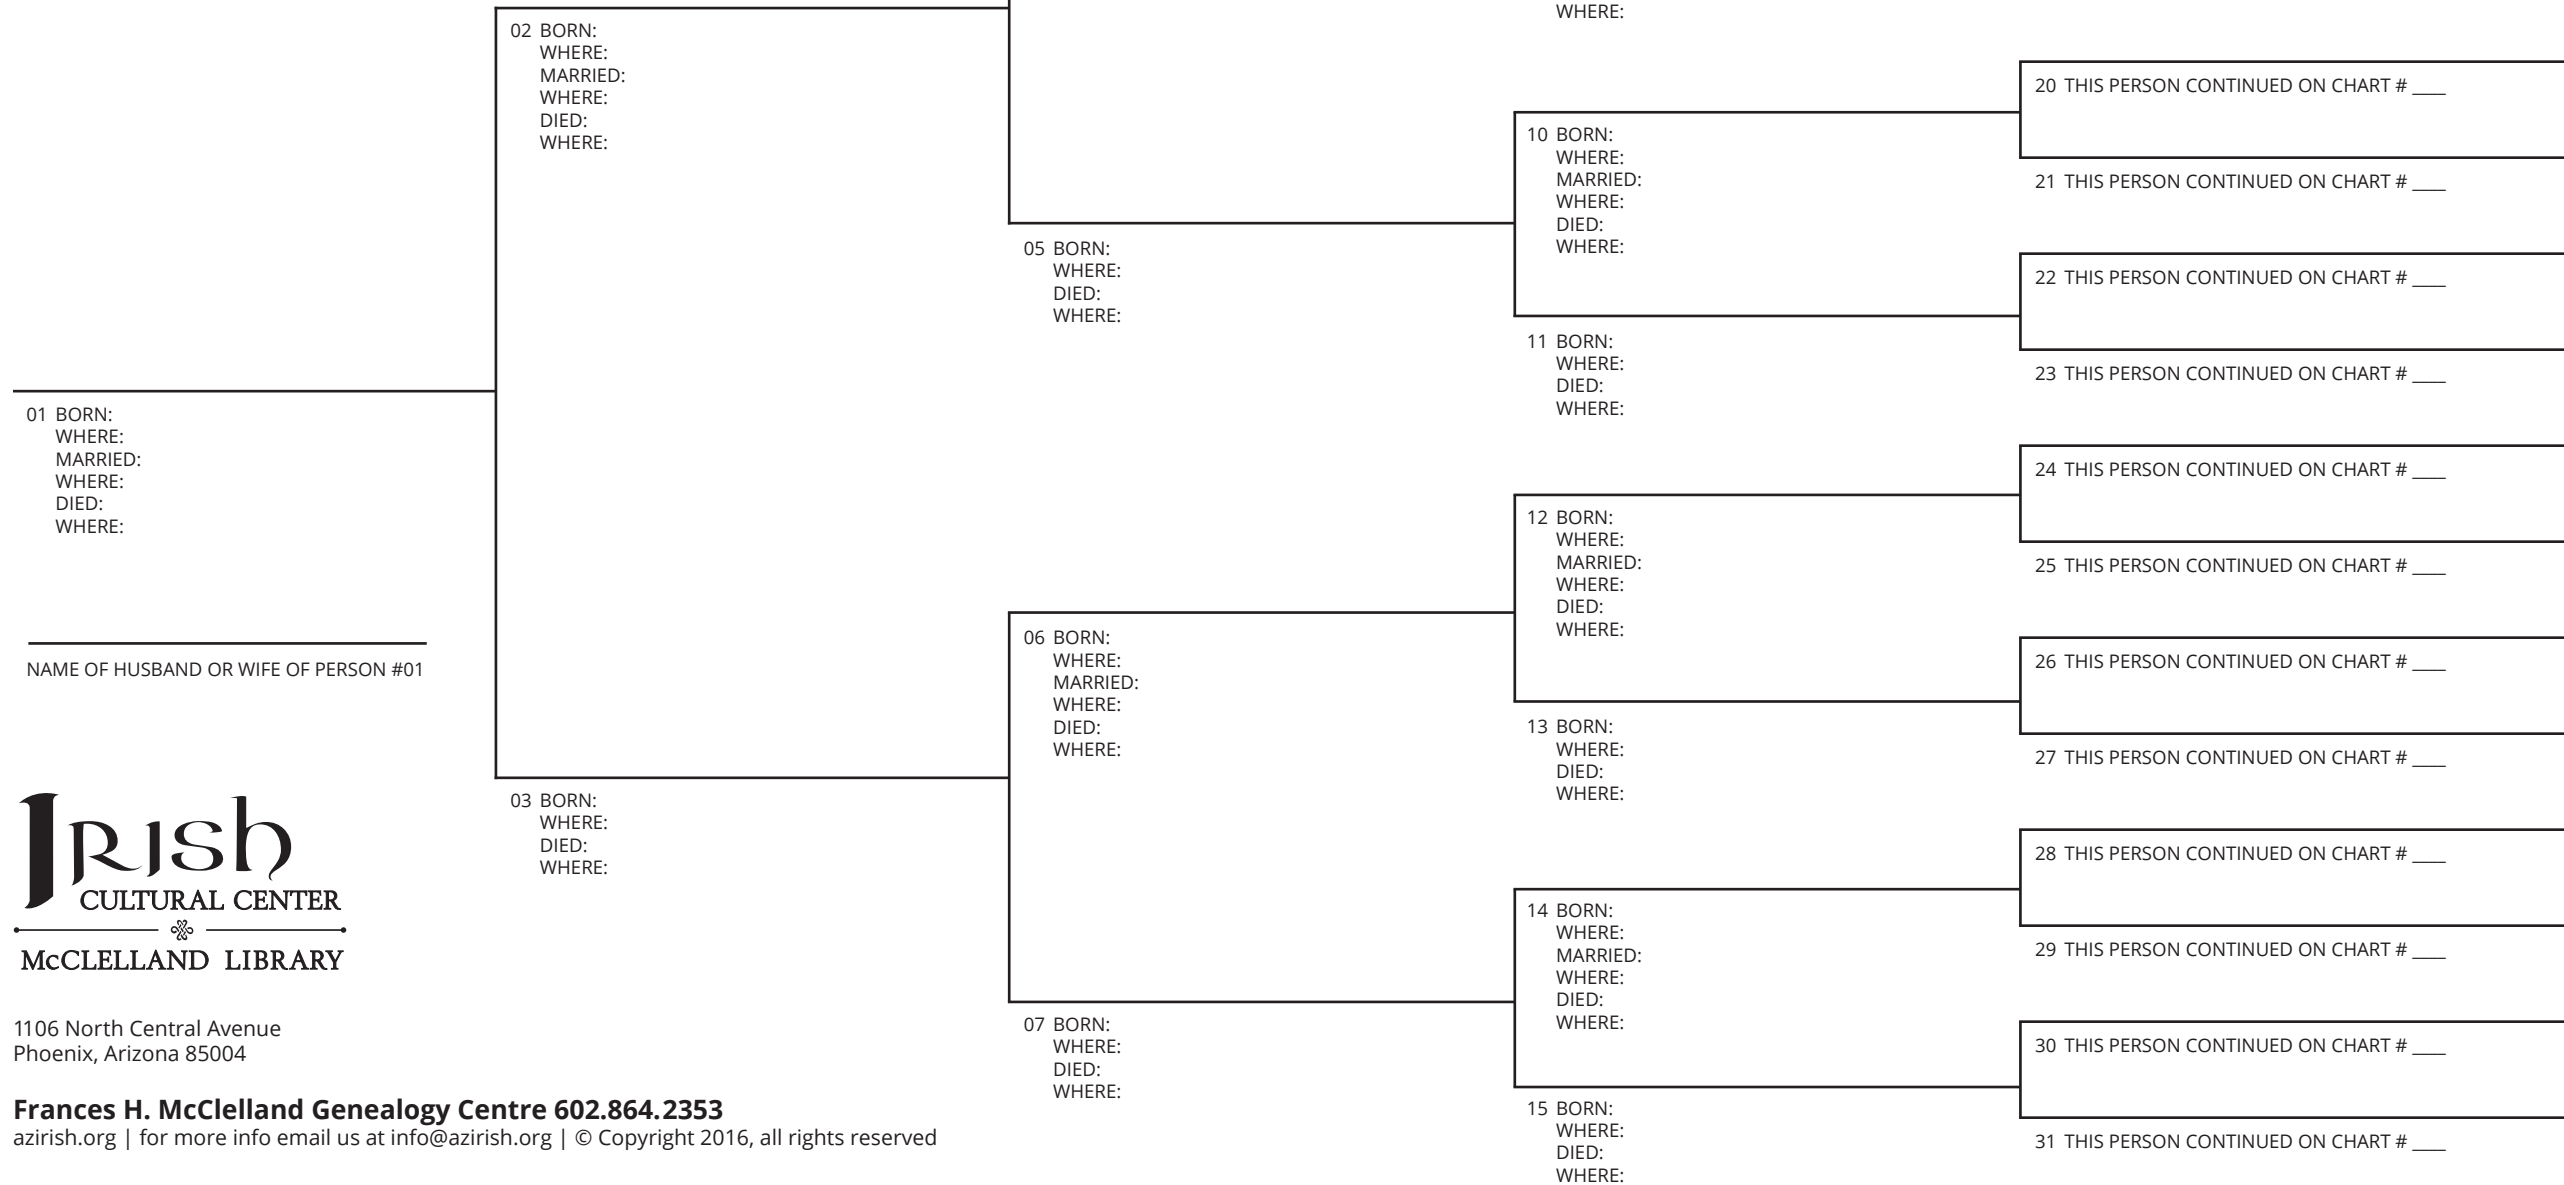 WHERE:
02 BORN:
WHERE:
MARRIED:
WHERE:
DIED:
WHERE:
20 THIS PERSON CONTINUED ON CHART # ____
10 BORN:
WHERE:
MARRIED:
WHERE:
DIED:
WHERE:
21 THIS PERSON CONTINUED ON CHART # ____
05 BORN:
WHERE:
DIED:
WHERE:
22 THIS PERSON CONTINUED ON CHART # ____
11 BORN:
WHERE:
DIED:
WHERE:
23 THIS PERSON CONTINUED ON CHART # ____
01 BORN:
WHERE:
MARRIED:
WHERE:
DIED:
WHERE:
24 THIS PERSON CONTINUED ON CHART # ____
12 BORN:
WHERE:
MARRIED:
WHERE:
DIED:
WHERE:
25 THIS PERSON CONTINUED ON CHART # ____
NAME OF HUSBAND OR WIFE OF PERSON #01
06 BORN:
WHERE:
MARRIED:
WHERE:
DIED:
WHERE:
26 THIS PERSON CONTINUED ON CHART # ____
13 BORN:
WHERE:
DIED:
WHERE:
27 THIS PERSON CONTINUED ON CHART # ____
03 BORN:
WHERE:
DIED:
WHERE:
28 THIS PERSON CONTINUED ON CHART # ____
14 BORN:
WHERE:
MARRIED:
WHERE:
DIED:
WHERE:
29 THIS PERSON CONTINUED ON CHART # ____
07 BORN:
WHERE:
DIED:
WHERE:
30 THIS PERSON CONTINUED ON CHART # ____
15 BORN:
WHERE:
DIED:
WHERE:
31 THIS PERSON CONTINUED ON CHART # ____
IRISH
CULTURAL CENTER
McCLELLAND LIBRARY
1106 North Central Avenue
Phoenix, Arizona 85004
Frances H. McClelland Genealogy Centre 602.864.2353
azirish.org | for more info email us at info@azirish.org | © Copyright 2016, all rights reserved